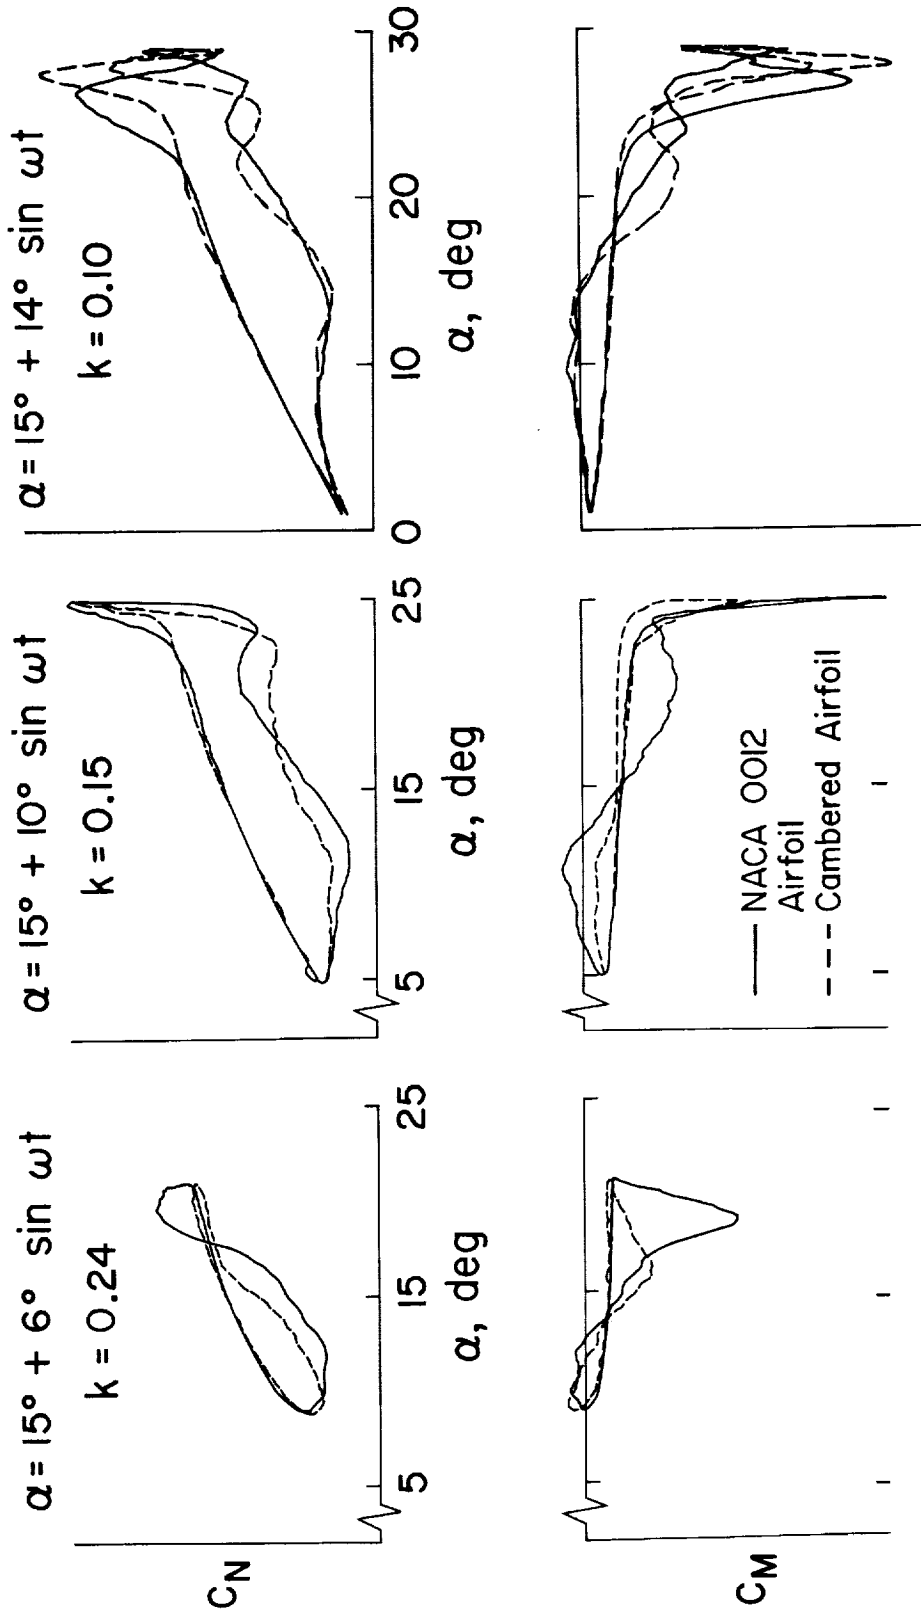 α = 15° + 6° sin ωt
k = 0.24
α = 15° + 10° sin ωt
k = 0.15
α = 15° + 14° sin ωt
k = 0.10
C_N
5
15
25
5
15
25
0
10
20
30
α, deg
α, deg
α, deg
C_M
NACA 0012
Airfoil
Cambered Airfoil